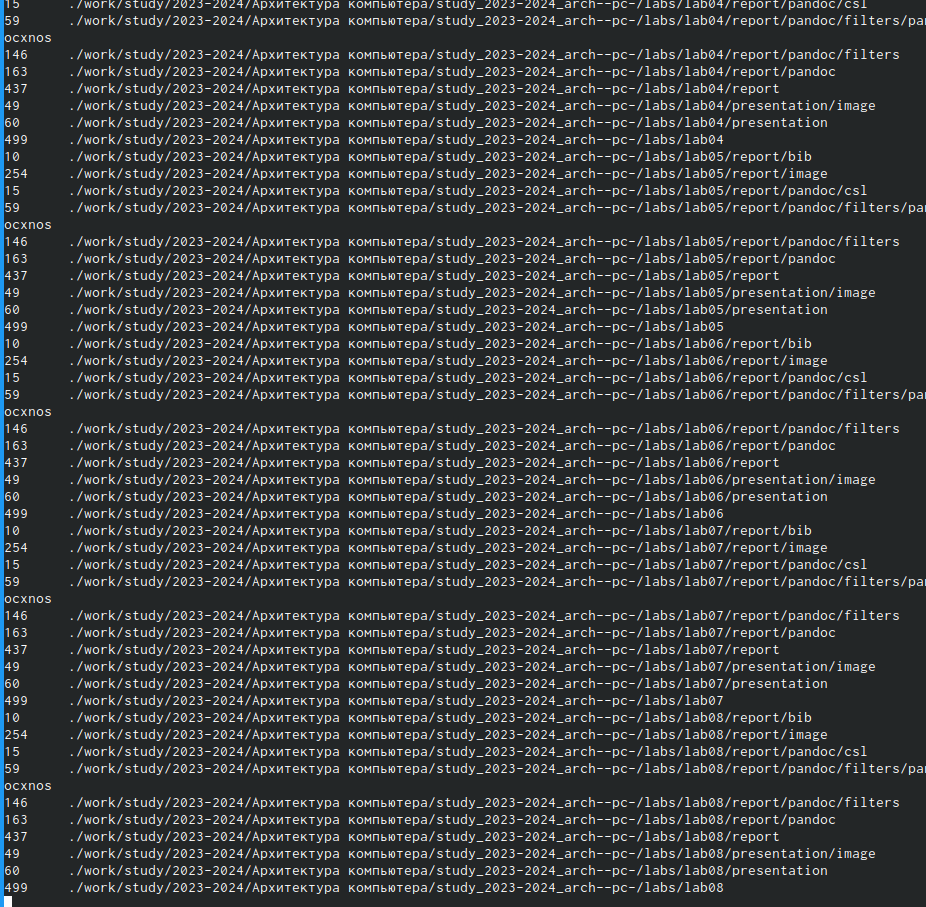 15 ./work/study/2023-2024/Архитектура компьютера/study_2023-2024_arch--pc-/labs/lab04/report/pandoc/csl
59 ./work/study/2023-2024/Архитектура компьютера/study_2023-2024_arch--pc-/labs/lab04/report/pandoc/filters/pan
ocxnos
146 ./work/study/2023-2024/Архитектура компьютера/study_2023-2024_arch--pc-/labs/lab04/report/pandoc/filters
163 ./work/study/2023-2024/Архитектура компьютера/study_2023-2024_arch--pc-/labs/lab04/report/pandoc
437 ./work/study/2023-2024/Архитектура компьютера/study_2023-2024_arch--pc-/labs/lab04/report
49 ./work/study/2023-2024/Архитектура компьютера/study_2023-2024_arch--pc-/labs/lab04/presentation/image
60 ./work/study/2023-2024/Архитектура компьютера/study_2023-2024_arch--pc-/labs/lab04/presentation
499 ./work/study/2023-2024/Архитектура компьютера/study_2023-2024_arch--pc-/labs/lab04
10 ./work/study/2023-2024/Архитектура компьютера/study_2023-2024_arch--pc-/labs/lab05/report/bib
254 ./work/study/2023-2024/Архитектура компьютера/study_2023-2024_arch--pc-/labs/lab05/report/image
15 ./work/study/2023-2024/Архитектура компьютера/study_2023-2024_arch--pc-/labs/lab05/report/pandoc/csl
59 ./work/study/2023-2024/Архитектура компьютера/study_2023-2024_arch--pc-/labs/lab05/report/pandoc/filters/pan
ocxnos
146 ./work/study/2023-2024/Архитектура компьютера/study_2023-2024_arch--pc-/labs/lab05/report/pandoc/filters
163 ./work/study/2023-2024/Архитектура компьютера/study_2023-2024_arch--pc-/labs/lab05/report/pandoc
437 ./work/study/2023-2024/Архитектура компьютера/study_2023-2024_arch--pc-/labs/lab05/report
49 ./work/study/2023-2024/Архитектура компьютера/study_2023-2024_arch--pc-/labs/lab05/presentation/image
60 ./work/study/2023-2024/Архитектура компьютера/study_2023-2024_arch--pc-/labs/lab05/presentation
499 ./work/study/2023-2024/Архитектура компьютера/study_2023-2024_arch--pc-/labs/lab05
10 ./work/study/2023-2024/Архитектура компьютера/study_2023-2024_arch--pc-/labs/lab06/report/bib
254 ./work/study/2023-2024/Архитектура компьютера/study_2023-2024_arch--pc-/labs/lab06/report/image
15 ./work/study/2023-2024/Архитектура компьютера/study_2023-2024_arch--pc-/labs/lab06/report/pandoc/csl
59 ./work/study/2023-2024/Архитектура компьютера/study_2023-2024_arch--pc-/labs/lab06/report/pandoc/filters/pan
ocxnos
146 ./work/study/2023-2024/Архитектура компьютера/study_2023-2024_arch--pc-/labs/lab06/report/pandoc/filters
163 ./work/study/2023-2024/Архитектура компьютера/study_2023-2024_arch--pc-/labs/lab06/report/pandoc
437 ./work/study/2023-2024/Архитектура компьютера/study_2023-2024_arch--pc-/labs/lab06/report
49 ./work/study/2023-2024/Архитектура компьютера/study_2023-2024_arch--pc-/labs/lab06/presentation/image
60 ./work/study/2023-2024/Архитектура компьютера/study_2023-2024_arch--pc-/labs/lab06/presentation
499 ./work/study/2023-2024/Архитектура компьютера/study_2023-2024_arch--pc-/labs/lab06
10 ./work/study/2023-2024/Архитектура компьютера/study_2023-2024_arch--pc-/labs/lab07/report/bib
254 ./work/study/2023-2024/Архитектура компьютера/study_2023-2024_arch--pc-/labs/lab07/report/image
15 ./work/study/2023-2024/Архитектура компьютера/study_2023-2024_arch--pc-/labs/lab07/report/pandoc/csl
59 ./work/study/2023-2024/Архитектура компьютера/study_2023-2024_arch--pc-/labs/lab07/report/pandoc/filters/pan
ocxnos
146 ./work/study/2023-2024/Архитектура компьютера/study_2023-2024_arch--pc-/labs/lab07/report/pandoc/filters
163 ./work/study/2023-2024/Архитектура компьютера/study_2023-2024_arch--pc-/labs/lab07/report/pandoc
437 ./work/study/2023-2024/Архитектура компьютера/study_2023-2024_arch--pc-/labs/lab07/report
49 ./work/study/2023-2024/Архитектура компьютера/study_2023-2024_arch--pc-/labs/lab07/presentation/image
60 ./work/study/2023-2024/Архитектура компьютера/study_2023-2024_arch--pc-/labs/lab07/presentation
499 ./work/study/2023-2024/Архитектура компьютера/study_2023-2024_arch--pc-/labs/lab07
10 ./work/study/2023-2024/Архитектура компьютера/study_2023-2024_arch--pc-/labs/lab08/report/bib
254 ./work/study/2023-2024/Архитектура компьютера/study_2023-2024_arch--pc-/labs/lab08/report/image
15 ./work/study/2023-2024/Архитектура компьютера/study_2023-2024_arch--pc-/labs/lab08/report/pandoc/csl
59 ./work/study/2023-2024/Архитектура компьютера/study_2023-2024_arch--pc-/labs/lab08/report/pandoc/filters/pan
ocxnos
146 ./work/study/2023-2024/Архитектура компьютера/study_2023-2024_arch--pc-/labs/lab08/report/pandoc/filters
163 ./work/study/2023-2024/Архитектура компьютера/study_2023-2024_arch--pc-/labs/lab08/report/pandoc
437 ./work/study/2023-2024/Архитектура компьютера/study_2023-2024_arch--pc-/labs/lab08/report
49 ./work/study/2023-2024/Архитектура компьютера/study_2023-2024_arch--pc-/labs/lab08/presentation/image
60 ./work/study/2023-2024/Архитектура компьютера/study_2023-2024_arch--pc-/labs/lab08/presentation
499 ./work/study/2023-2024/Архитектура компьютера/study_2023-2024_arch--pc-/labs/lab08